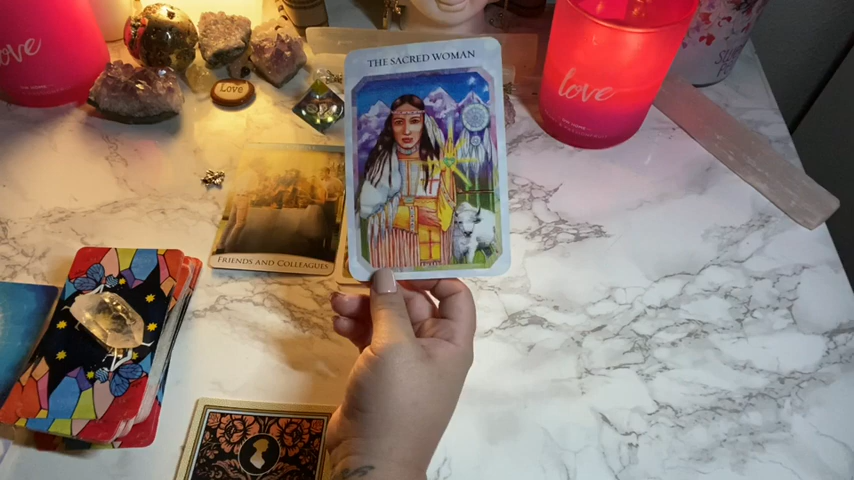 love
Love
THE SACRED WOMAN
love
FRIENDS AND COLLEAGUES